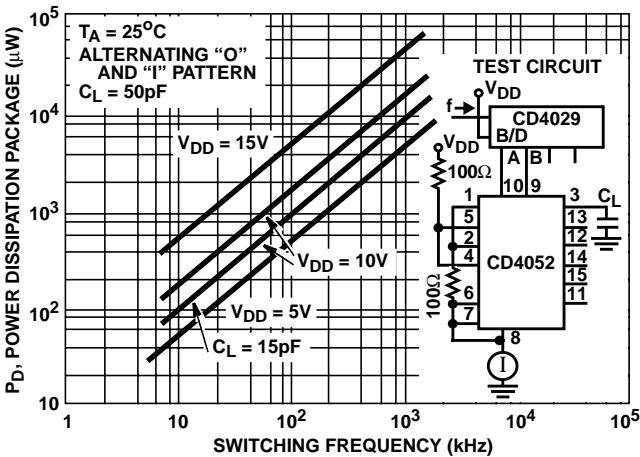 P_D, POWER DISSIPATION PACKAGE (µW)
10^5
10^4
10^3
10^2
10
T_A = 25°C
ALTERNATING “O”
AND “I” PATTERN
C_L = 50pF
V_DD = 15V
V_DD = 10V
V_DD = 5V
C_L = 15pF
TEST CIRCUIT
f
V_DD
CD4029
B/D
A B
V_DD
100Ω
10 9
1
5
2
4
100Ω
6
7
8
CD4052
3
13
12
14
15
11
C_L
I
1
10
10^2
10^3
10^4
10^5
SWITCHING FREQUENCY (kHz)